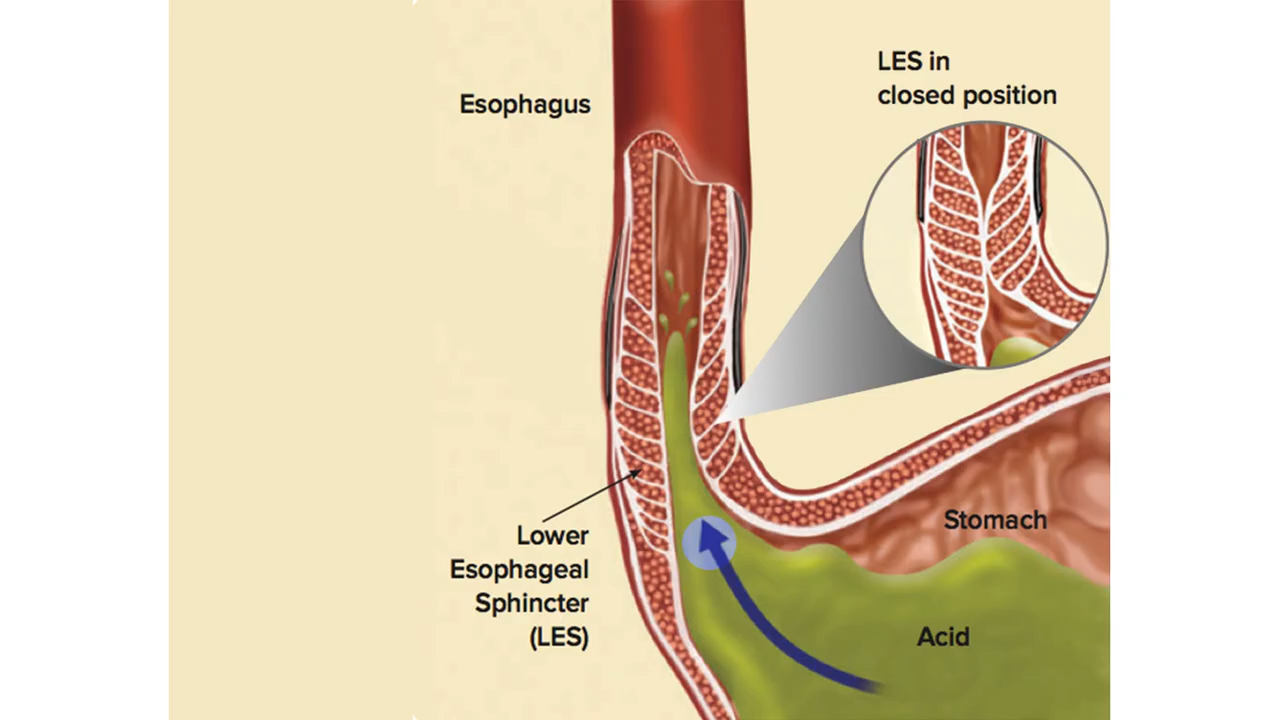 LES in
closed position
Esophagus
Lower
Esophageal
Sphincter
(LES)
Stomach
Acid